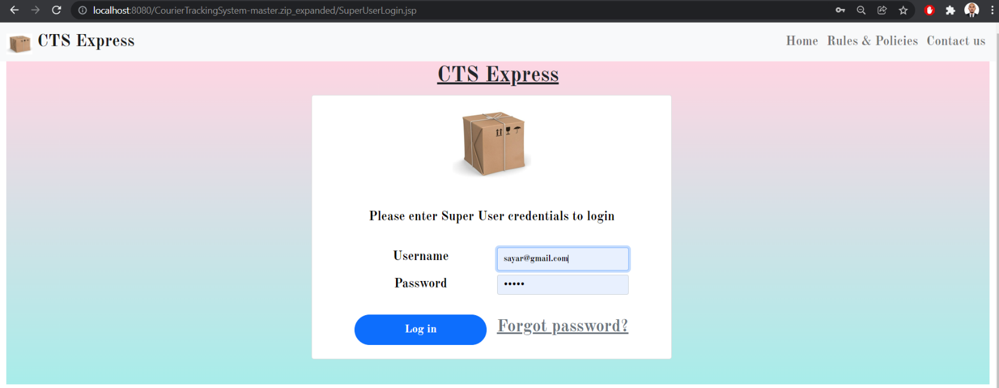 localhost:8080/CourierTrackingSystem-master.zip_expanded/SuperUserLogin.jsp
CTS Express
Home Rules & Policies Contact us
CTS Express
Please enter Super User credentials to login
Username sayar@gmail.com
Password •••••
Log in Forgot password?